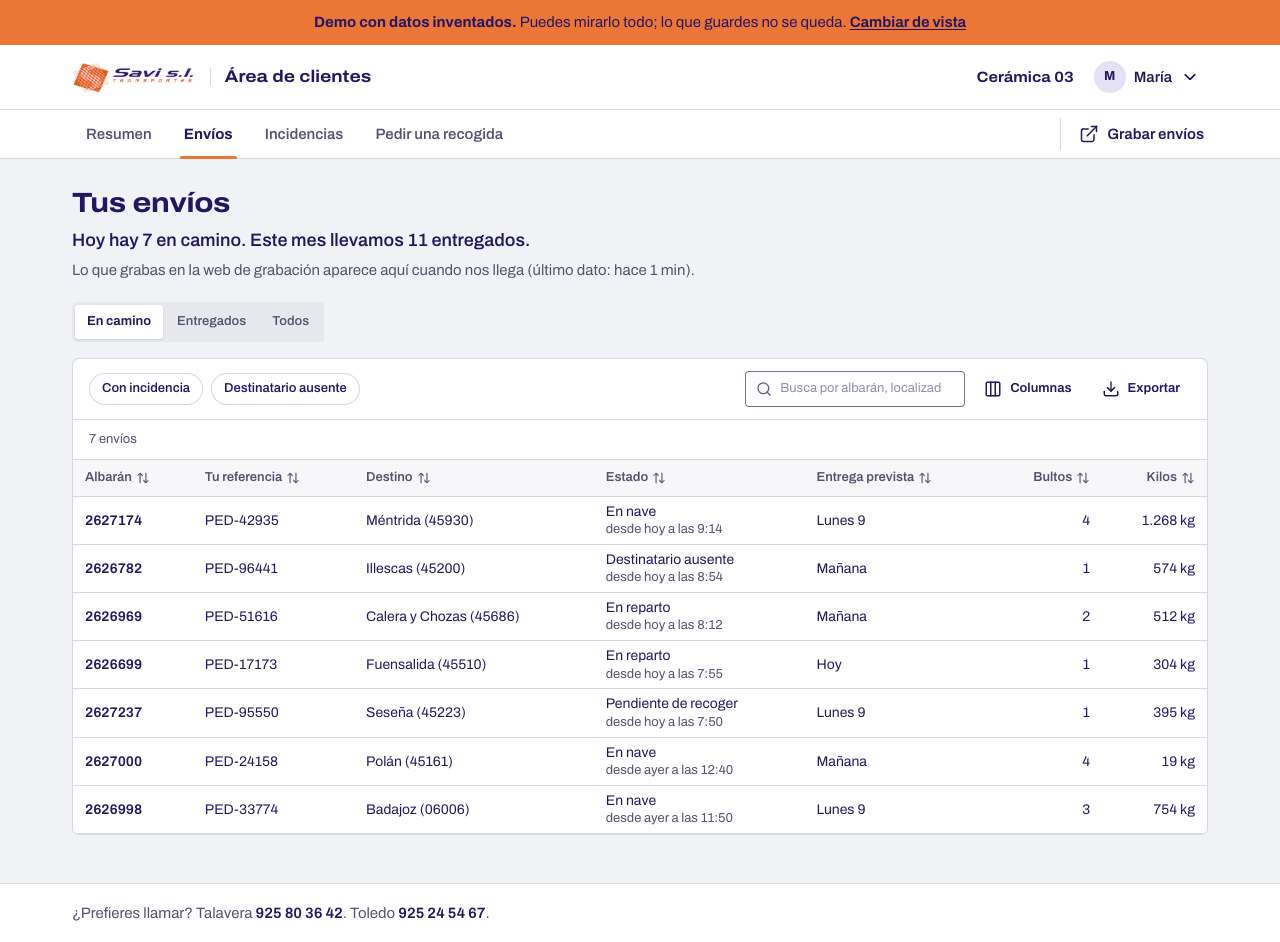 Demo con datos inventados. Puedes mirarlo todo; lo que guardes no se queda. Cambiar de vista
Savi s.l.
TRANSPORTES
Área de clientes
Cerámica 03
M
María
Resumen
Envíos
Incidencias
Pedir una recogida
Grabar envíos
Tus envíos
Hoy hay 7 en camino. Este mes llevamos 11 entregados.
Lo que grabas en la web de grabación aparece aquí cuando nos llega (último dato: hace 1 min).
En camino
Entregados
Todos
Con incidencia
Destinatario ausente
Busca por albarán, localizad
Columnas
Exportar
7 envíos
Albarán Tu referencia Destino Estado Entrega prevista Bultos Kilos
2627174 PED-42935 Méntrida (45930) En nave Lunes 9 4 1.268 kg
desde hoy a las 9:14
2626782 PED-96441 Illescas (45200) Destinatario ausente Mañana 1 574 kg
desde hoy a las 8:54
2626969 PED-51616 Calera y Chozas (45686) En reparto Mañana 2 512 kg
desde hoy a las 8:12
2626699 PED-17173 Fuensalida (45510) En reparto Hoy 1 304 kg
desde hoy a las 7:55
2627237 PED-95550 Seseña (45223) Pendiente de recoger Lunes 9 1 395 kg
desde hoy a las 7:50
2627000 PED-24158 Polán (45161) En nave Mañana 4 19 kg
desde ayer a las 12:40
2626998 PED-33774 Badajoz (06006) En nave Lunes 9 3 754 kg
desde ayer a las 11:50
¿Prefieres llamar? Talavera 925 80 36 42. Toledo 925 24 54 67.